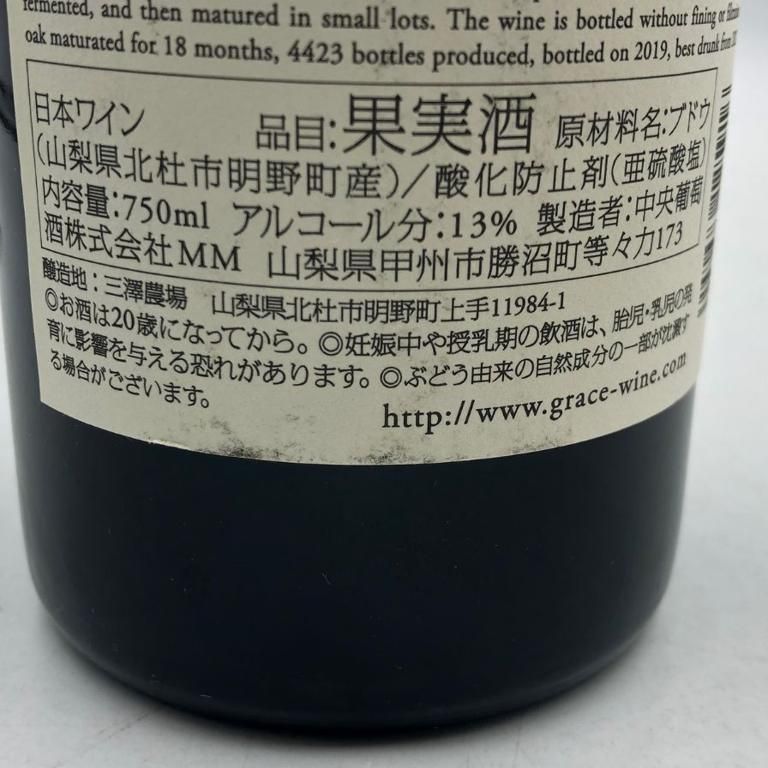 fermented, and then matured in small lots. The wine is bottled without fining or
oak maturated for 18 months, 4423 bottles produced, bottled on 2019, best drunk from
日本ワイン 品目:果実酒 原材料名:ブドウ
(山梨県北杜市明野町産)/酸化防止剤(亜硫酸塩)
内容量:750ml アルコール分:13% 製造者:中央葡萄
酒株式会社MM 山梨県甲州市勝沼町等々力173
醸造地:三澤農場 山梨県北杜市明野町上手11984-1
◎お酒は20歳になってから。◎妊娠中や授乳期の飲酒は、胎児・乳児の発
育に影響を与える恐れがあります。◎ぶどう由来の自然成分の一部が沈澱す
る場合がございます。
http://www.grace-wine.com